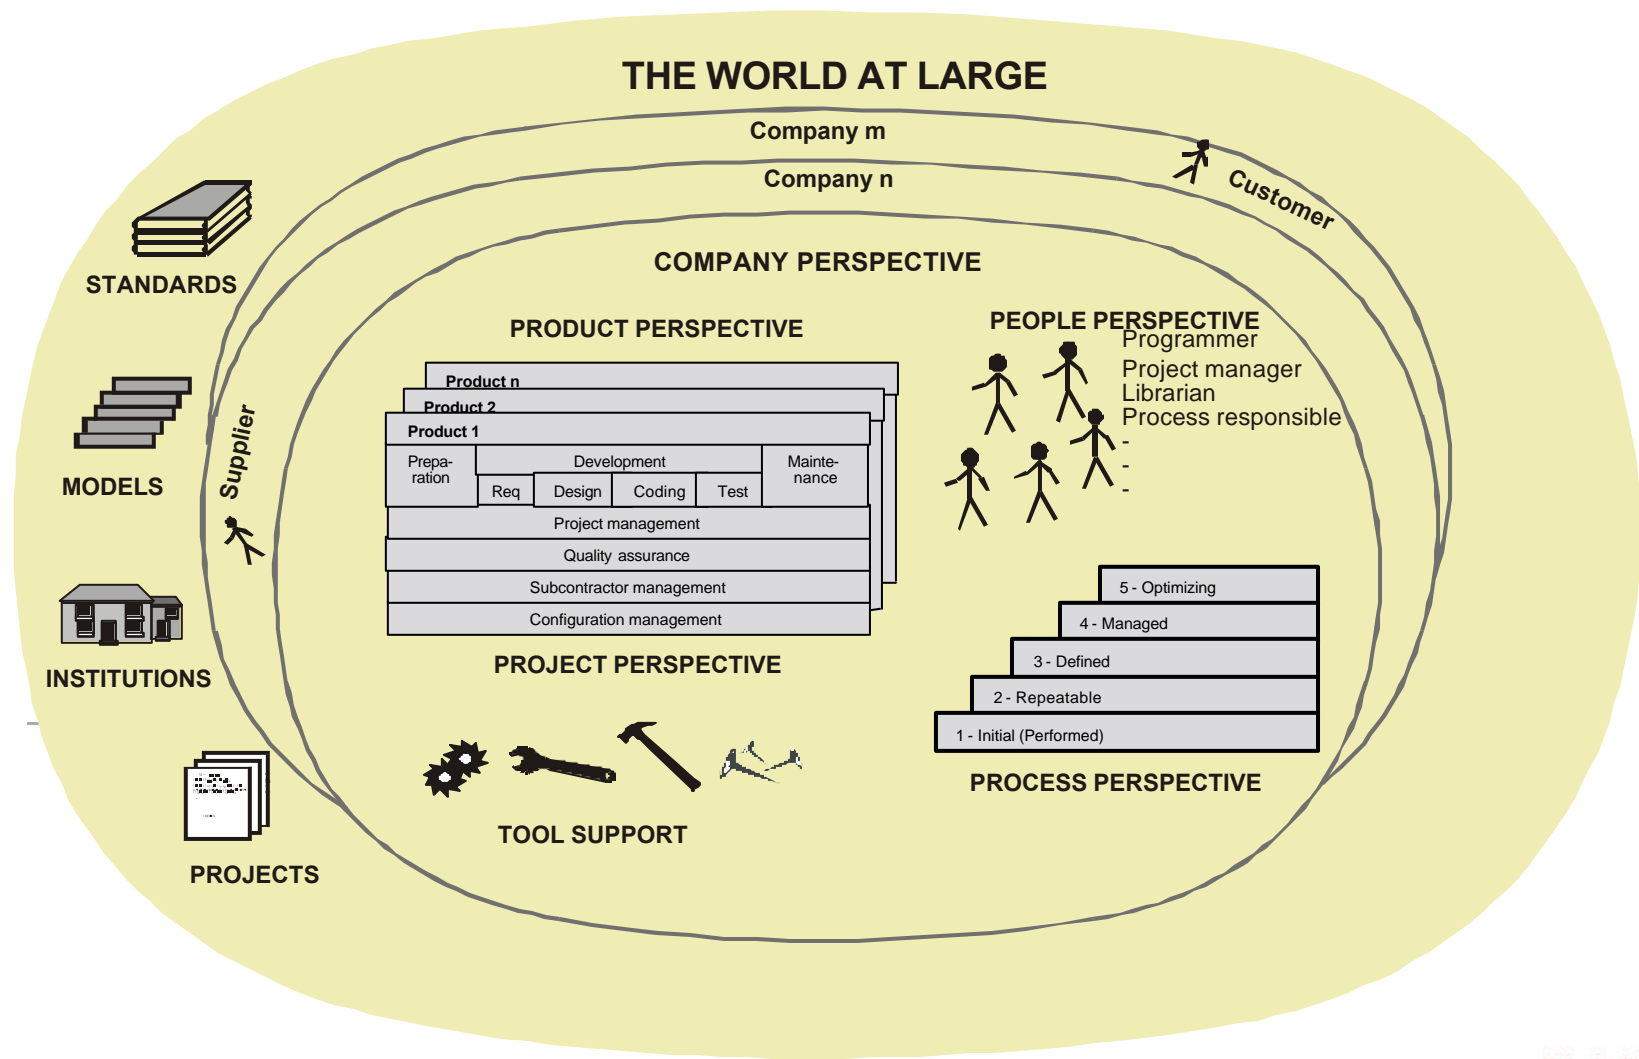 THE WORLD AT LARGE
Company m
Company n
Customer
STANDARDS
COMPANY PERSPECTIVE
PRODUCT PERSPECTIVE
PEOPLE PERSPECTIVE
Programmer
Project manager
Librarian
Process responsible
-
-
-
Product n
Product 2
Product 1
Prepa-
ration
Development
Mainte-
nance
Req
Design
Coding
Test
Project management
Quality assurance
Subcontractor management
Configuration management
PROJECT PERSPECTIVE
Supplier
MODELS
INSTITUTIONS
5 - Optimizing
4 - Managed
3 - Defined
2 - Repeatable
1 - Initial (Performed)
PROCESS PERSPECTIVE
TOOL SUPPORT
PROJECTS